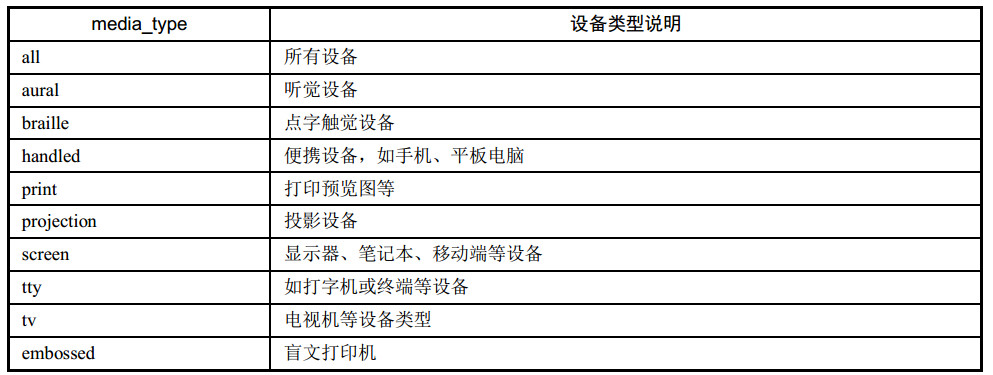 media_type 设备类型说明
all 所有设备
aural 听觉设备
braille 点字触觉设备
handled 便携设备，如手机、平板电脑
print 打印预览图等
projection 投影设备
screen 显示器、笔记本、移动端等设备
tty 如打字机或终端等设备
tv 电视机等设备类型
embossed 盲文打印机